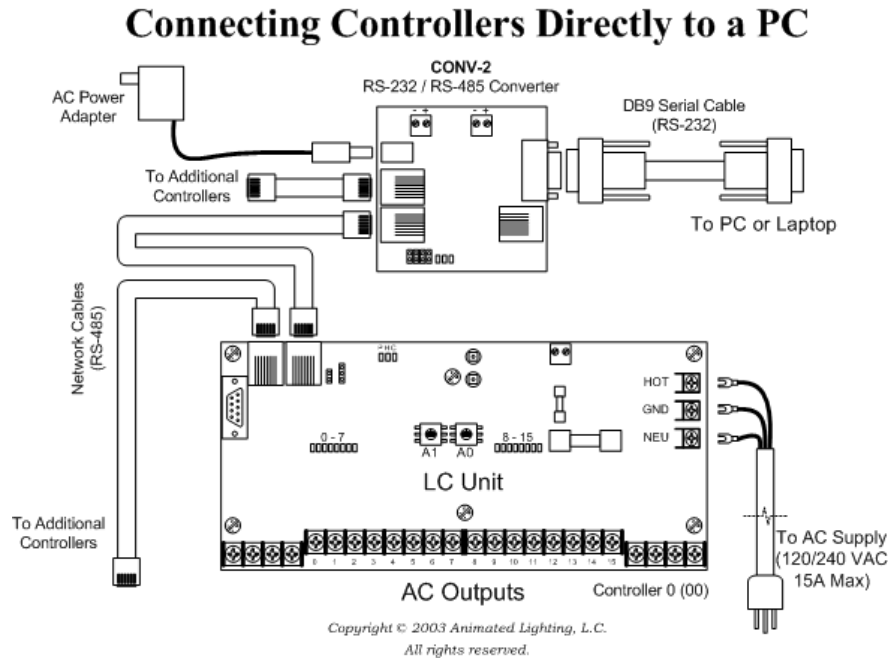 Connecting Controllers Directly to a PC
CONV-2
RS-232 / RS-485 Converter
AC Power
Adapter
DB9 Serial Cable
(RS-232)
- +
- +
To Additional
Controllers
To PC or Laptop
Network Cables
(RS-485)
P H C
HOT
GND
NEU
0 - 7
8 - 15
A1
A0
LC Unit
To Additional
Controllers
To AC Supply
(120/240 VAC
15A Max)
0 1 2 3 4 5 6 7 8 9 10 11 12 13 14 15
AC Outputs
Controller 0 (00)
Copyright © 2003 Animated Lighting, L.C.
All rights reserved.